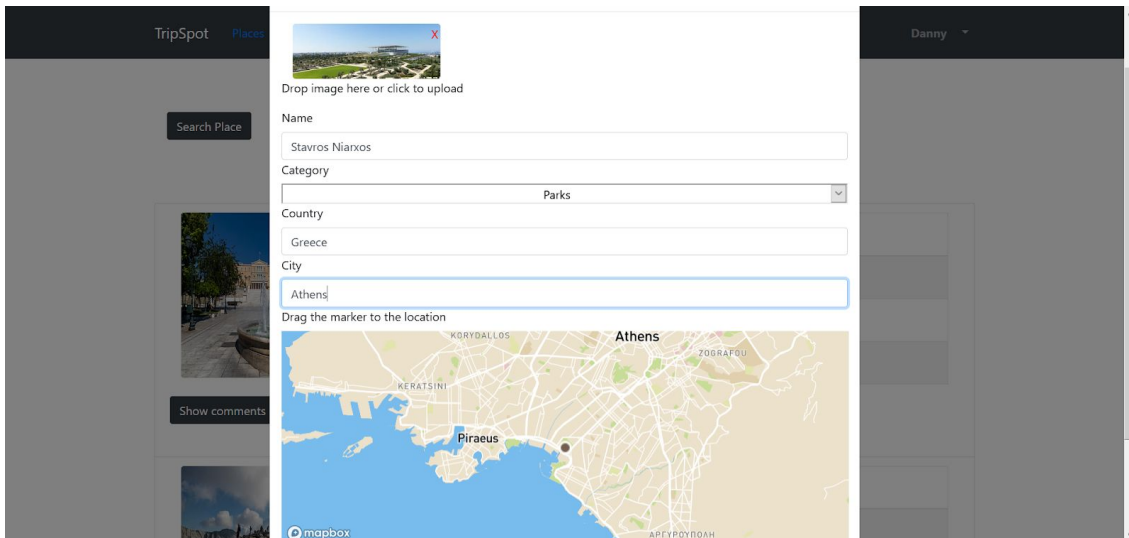 TripSpot Places
Danny
X
Drop image here or click to upload
Search Place
Name
Stavros Niarxos
Category
Parks
Country
Greece
City
Athens
Drag the marker to the location
KORYDALLOS
Athens
ZOGRAFOU
KERATSINI
Piraeus
Show comments
mapbox
ΑΡΓΥΡΟΥΠΟΛΗ